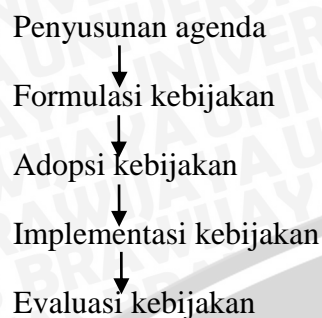 Penyusunan agenda
Formulasi kebijakan
Adopsi kebijakan
Implementasi kebijakan
Evaluasi kebijakan